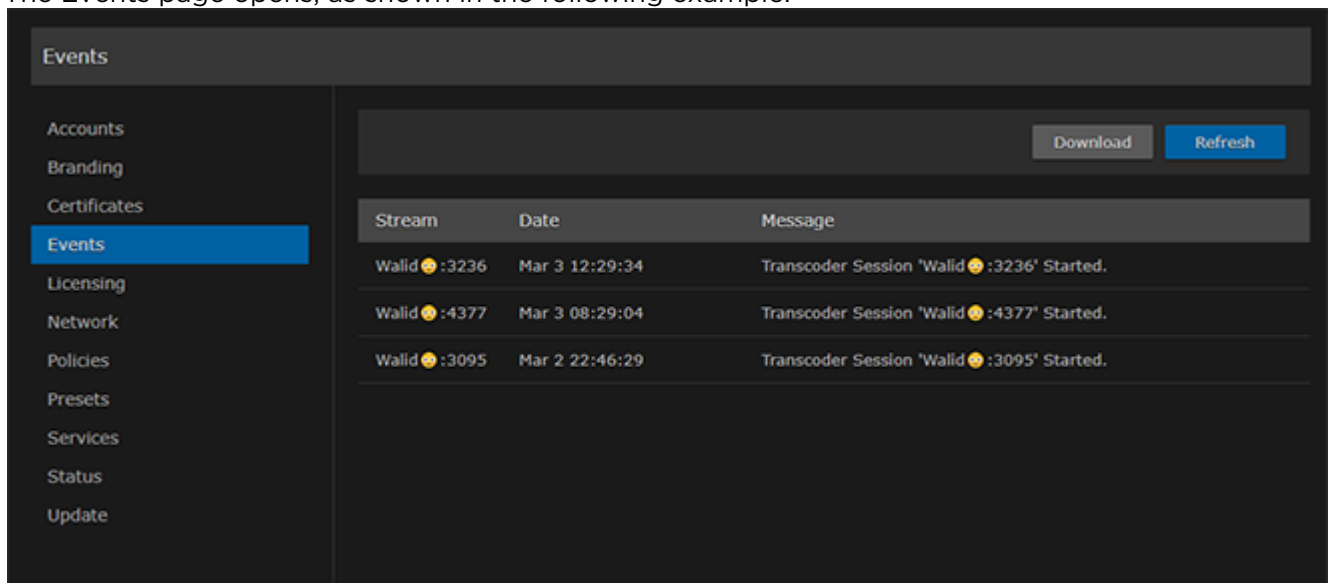 The Events page opens, as shown in the following example.
Events
Accounts
Branding
Certificates
Events
Licensing
Network
Policies
Presets
Services
Status
Update
Download Refresh
Stream Date Message
Walid😳:3236 Mar 3 12:29:34 Transcoder Session 'Walid😳:3236' Started.
Walid😳:4377 Mar 3 08:29:04 Transcoder Session 'Walid😳:4377' Started.
Walid😳:3095 Mar 2 22:46:29 Transcoder Session 'Walid😳:3095' Started.